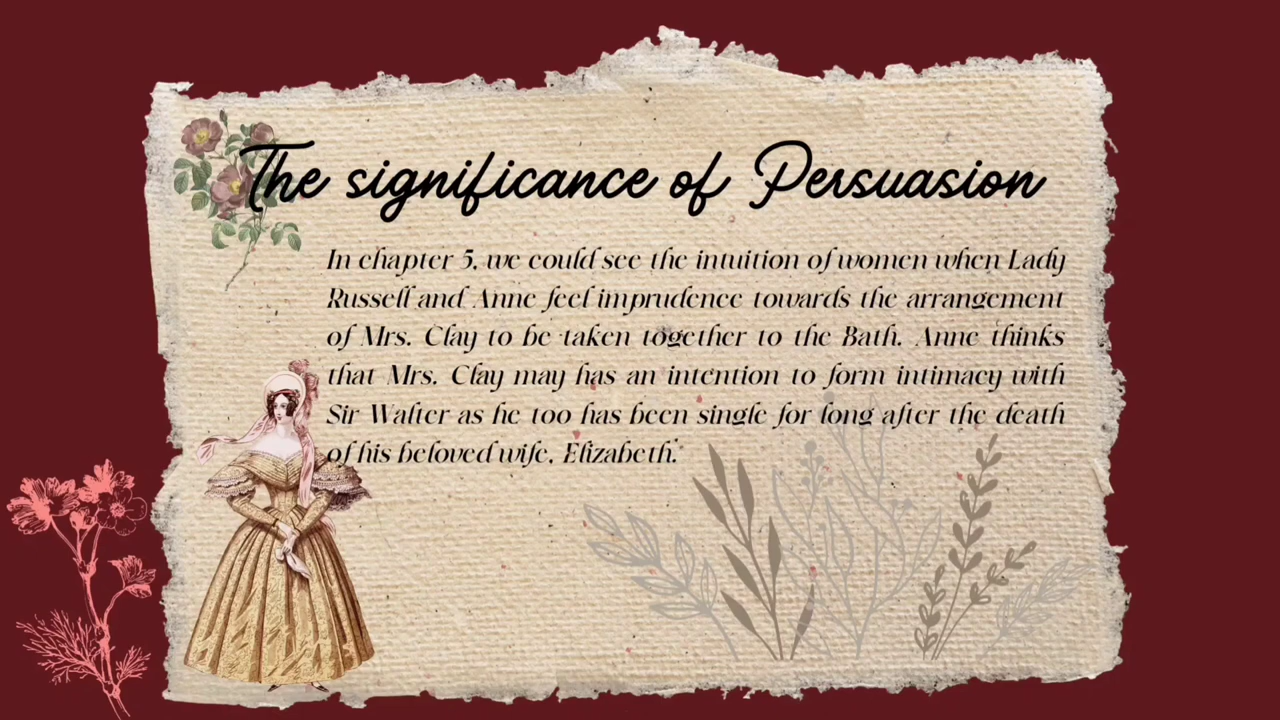 The significance of Persuasion
In chapter 5, we could see the intuition of women when Lady
Russell and Anne feel imprudence towards the arrangement
of Mrs. Clay to be taken together to the Bath. Anne thinks
that Mrs. Clay may has an intention to form intimacy with
Sir Walter as he too has been single for long after the death
of his beloved wife, Elizabeth.